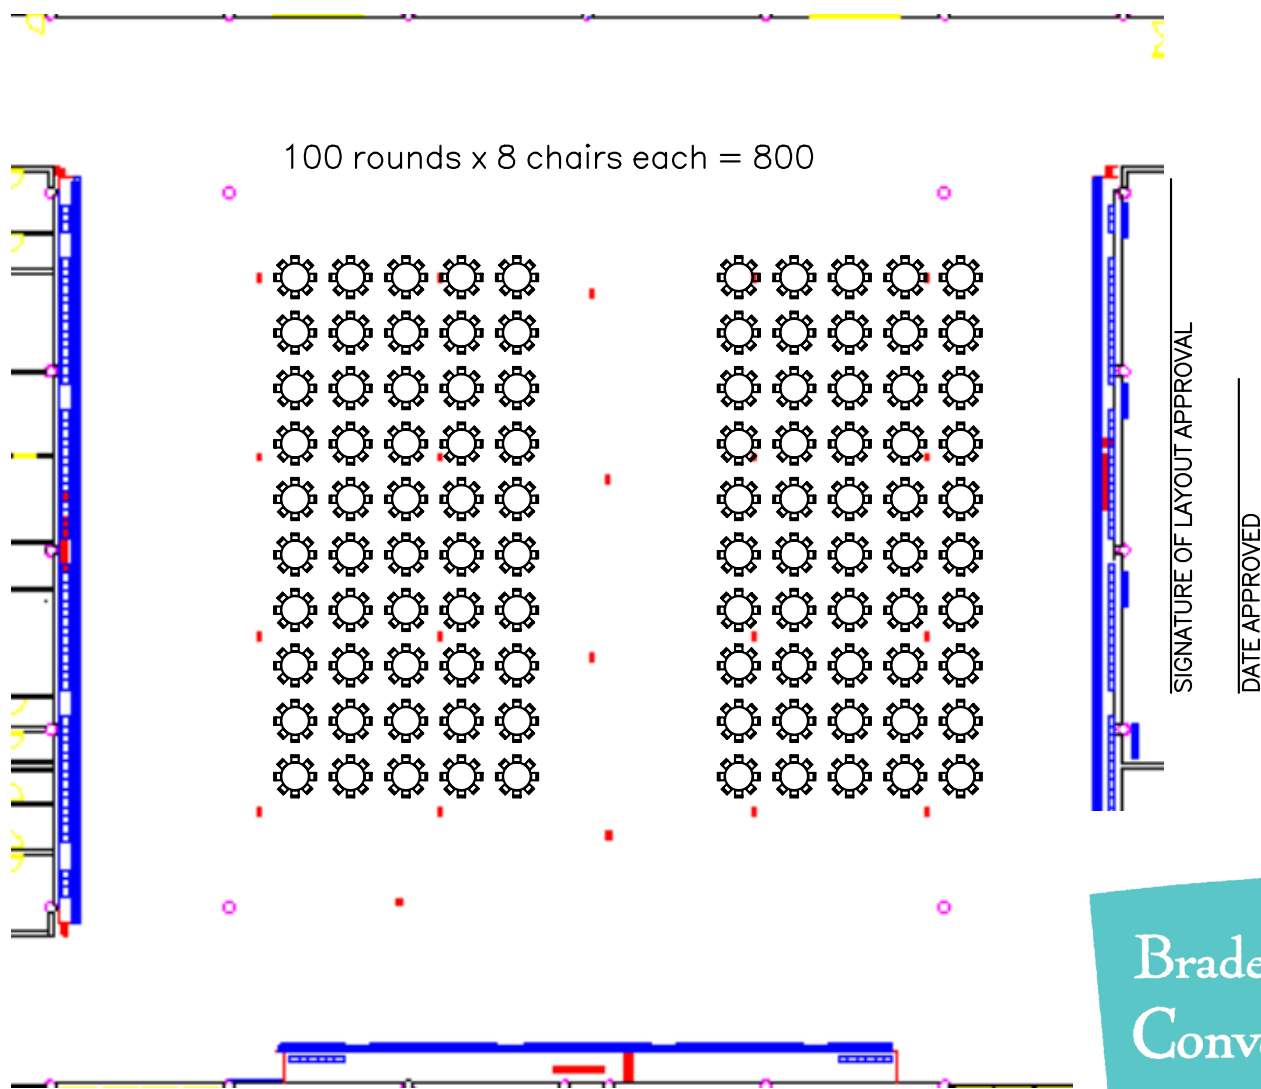 100 rounds x 8 chairs each = 800
SIGNATURE OF LAYOUT APPROVAL
DATE APPROVED